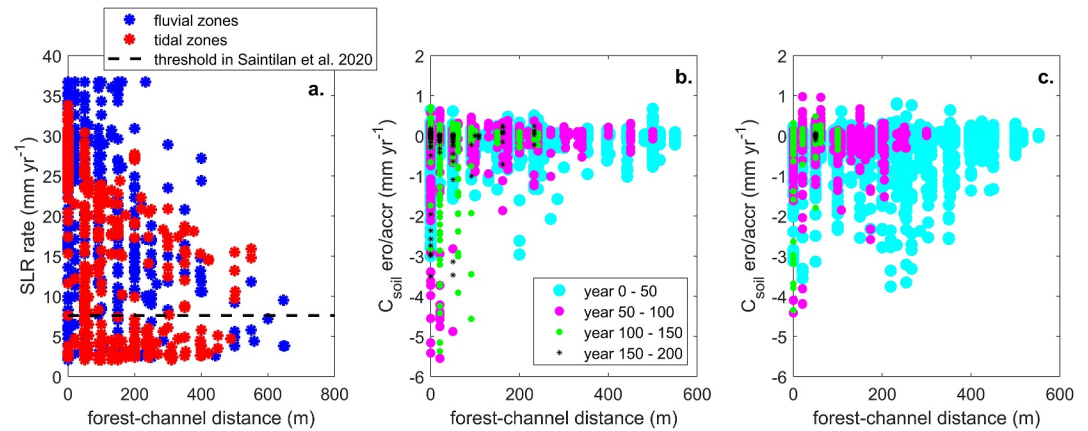 fluvial zones
tidal zones
threshold in Saintilan et al. 2020
a.
40
35
30
25
20
15
10
5
0
SLR rate (mm yr⁻¹)
0 200 400 600 800
forest-channel distance (m)
b.
2
1
0
-1
-2
-3
-4
-5
-6
C_soil ero/accr (mm yr⁻¹)
year 0 - 50
year 50 - 100
year 100 - 150
year 150 - 200
0 200 400 600
forest-channel distance (m)
c.
2
1
0
-1
-2
-3
-4
-5
-6
C_soil ero/accr (mm yr⁻¹)
0 200 400 600
forest-channel distance (m)